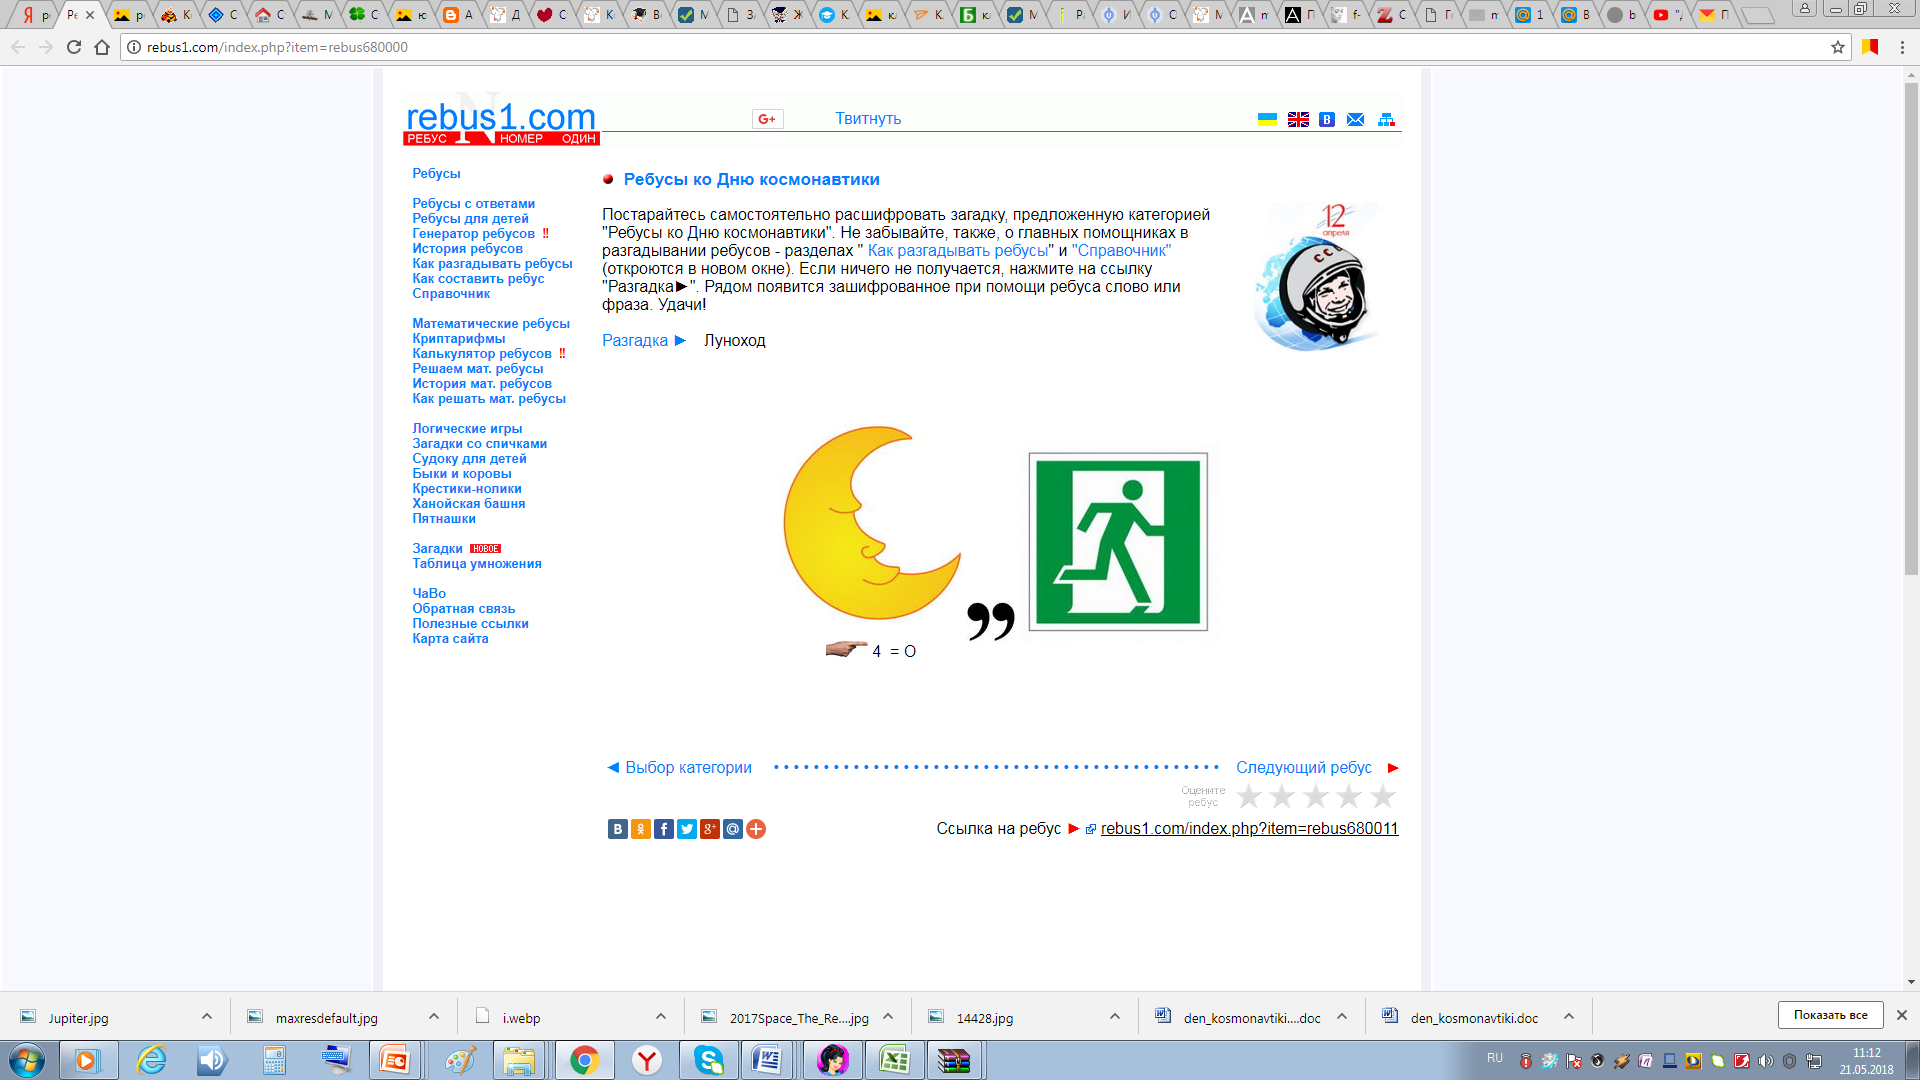 rebus1.com/index.php?item=rebus680000
rebus1.com
РЕБУС НОМЕР ОДИН
G+
Твитнуть
Ребусы
Ребусы с ответами
Ребусы для детей
Генератор ребусов !!
История ребусов
Как разгадывать ребусы
Как составить ребус
Справочник
Математические ребусы
Криптарифмы
Калькулятор ребусов !!
Решаем мат. ребусы
История мат. ребусов
Как решать мат. ребусы
Логические игры
Загадки со спичками
Судоку для детей
Быки и коровы
Крестики-нолики
Ханойская башня
Пятнашки
Загадки НОВОЕ
Таблица умножения
ЧаВо
Обратная связь
Полезные ссылки
Карта сайта
Ребусы ко Дню космонавтики
Постарайтесь самостоятельно расшифровать загадку, предложенную категорией
"Ребусы ко Дню космонавтики". Не забывайте, также, о главных помощниках в
разгадывании ребусов - разделах " Как разгадывать ребусы" и "Справочник"
(откроются в новом окне). Если ничего не получается, нажмите на ссылку
"Разгадка►". Рядом появится зашифрованное при помощи ребуса слово или
фраза. Удачи!
12
апреля
СССР
Разгадка ► Луноход
,,
4 = О
◄ Выбор категории
Следующий ребус ►
Оцените
ребус
Ссылка на ребус ► rebus1.com/index.php?item=rebus680011
Jupiter.jpg
maxresdefault.jpg
i.webp
2017Space_The_Re....jpg
14428.jpg
den_kosmonavtiki....doc
den_kosmonavtiki.doc
Показать все
RU
11:12
21.05.2018